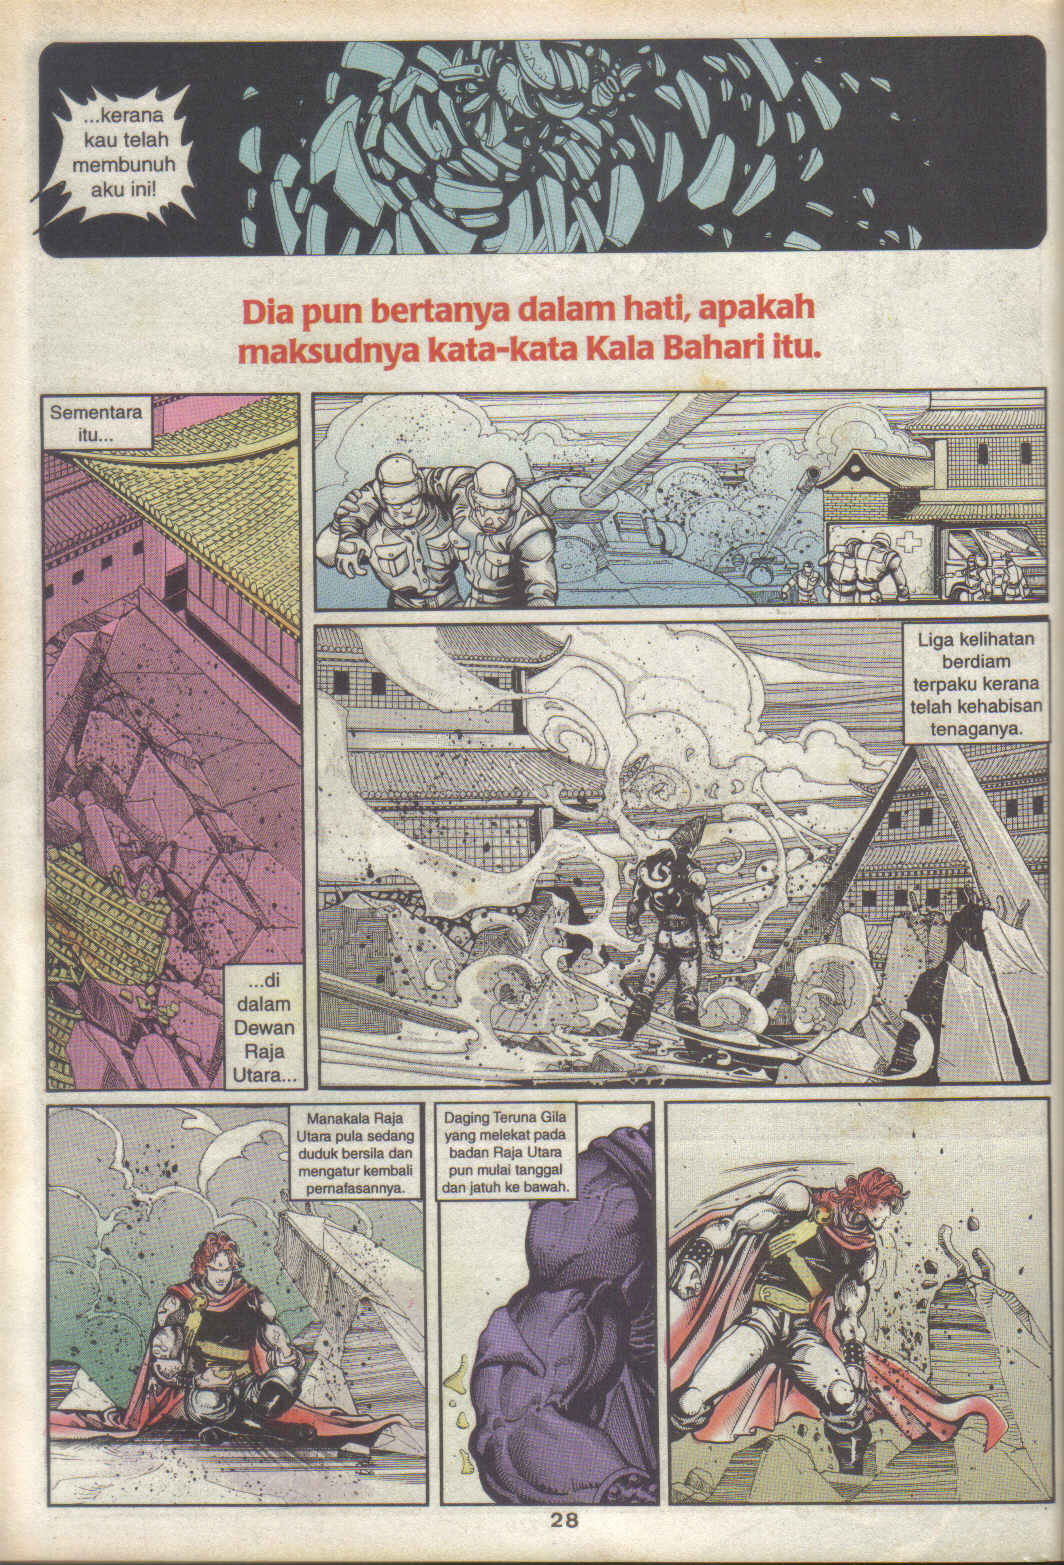 ...kerana
kau telah
membunuh
aku ini!
Dia pun bertanya dalam hati, apakah
maksudnya kata-kata Kala Bahari itu.
Sementara
itu...
...di
dalam
Dewan
Raja
Utara...
Liga kelihatan
berdiam
terpaku kerana
telah kehabisan
tenaganya.
Manakala Raja
Utara pula sedang
duduk bersila dan
mengatur kembali
pernafasannya.
Daging Teruna Gila
yang melekat pada
badan Raja Utara
pun mulai tanggal
dan jatuh ke bawah.
28